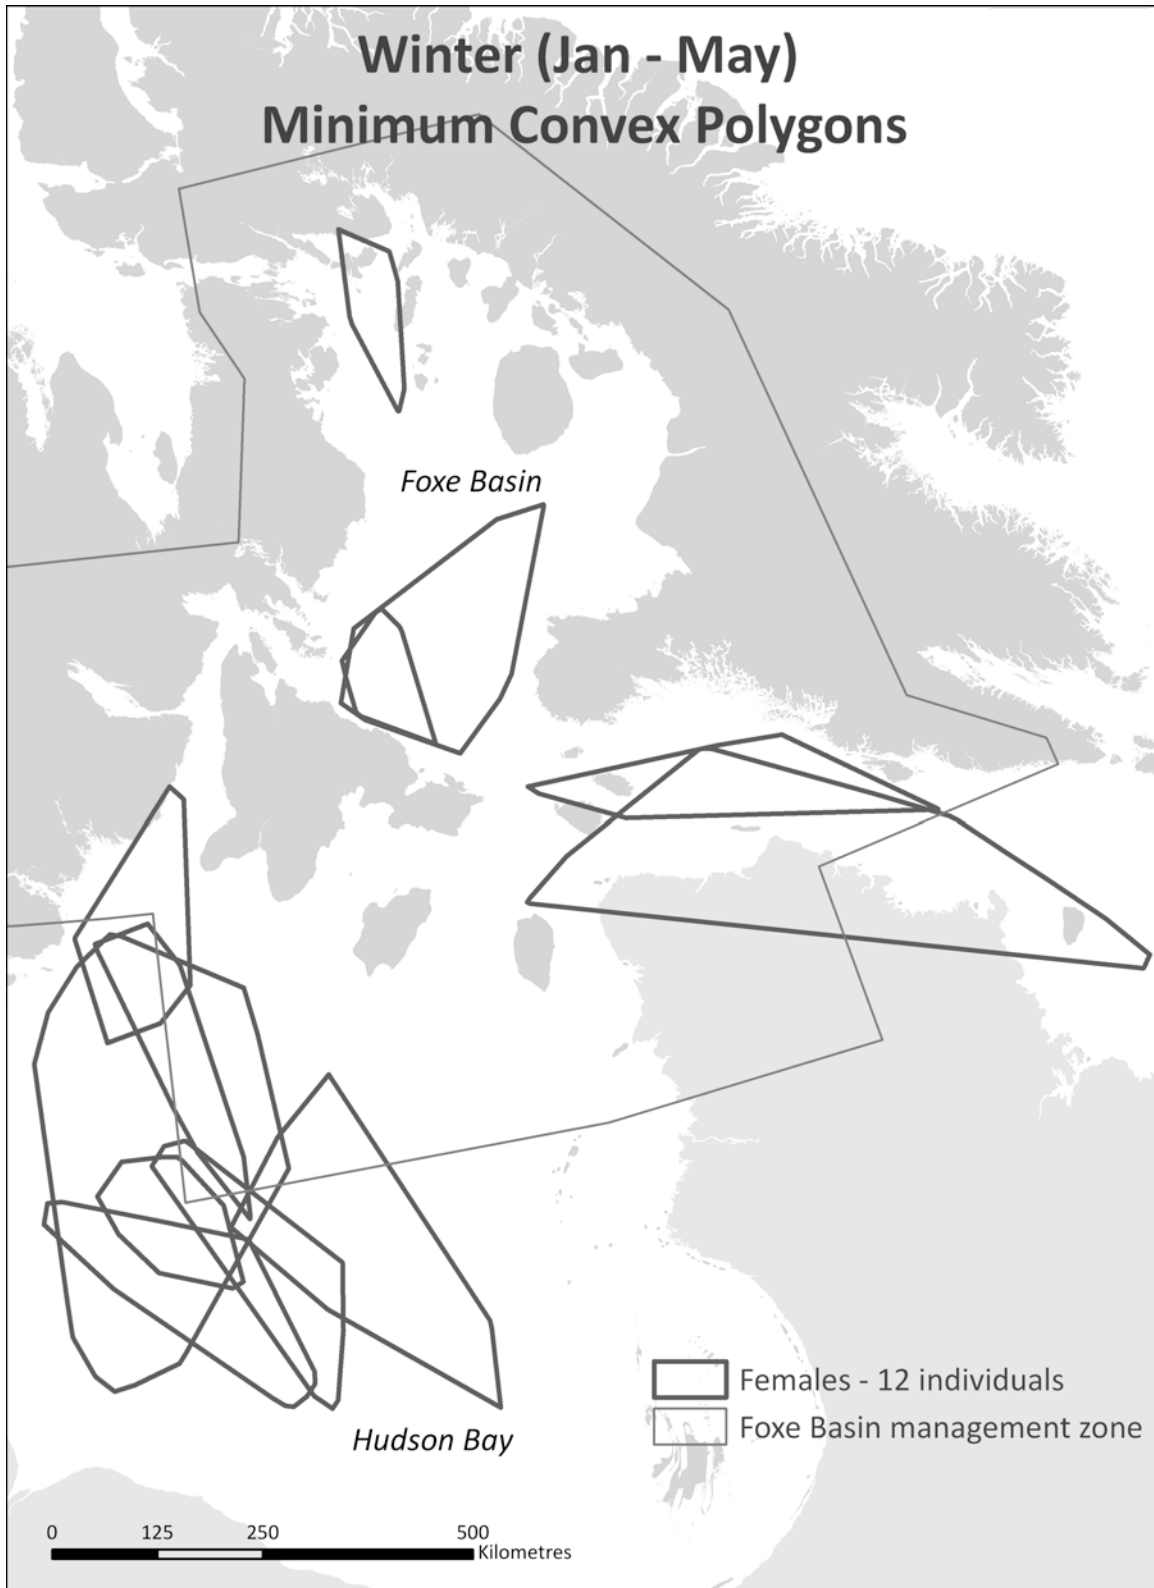 Winter (Jan - May)
Minimum Convex Polygons
Foxe Basin
Females - 12 individuals
Foxe Basin management zone
Hudson Bay
0 125 250 500
Kilometres